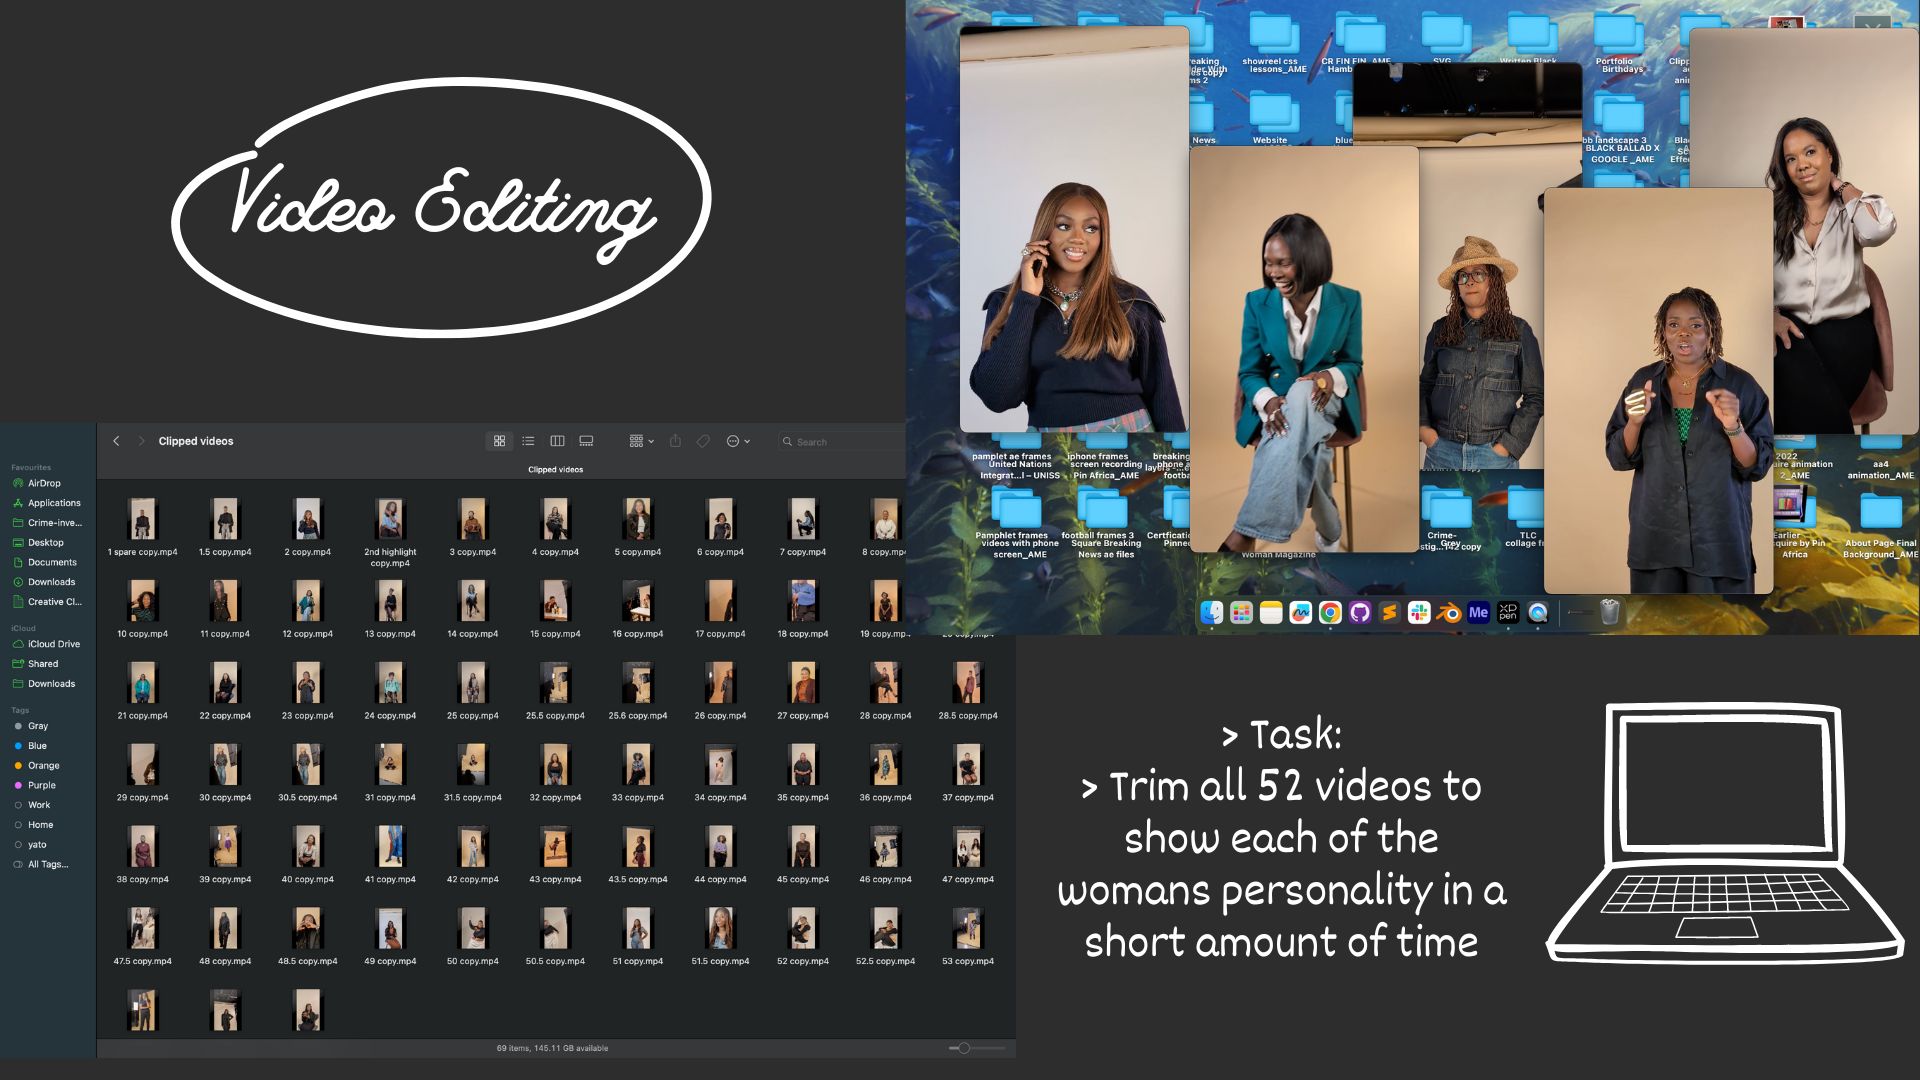 Video Editing
reaking
lder With
es copy
ms 2
showreel css
lessons_AME
CR FIN FIN_AME
Hamb
SVG
Written Black
Portfolio
Birthdays
Clipp
ani
News
Website
blue
bb landscape 3
BLACK BALLAD X
GOOGLE _AME
pamplet ae frames
United Nations
Integrat...l – UNISS
iphone frames
screen recording
Pin Africa_AME
breaking
phone a
footba
2022
uire animation
2_AME
aa4
animation_AME
Pamphlet frames
videos with phone
screen_AME
football frames 3
Square Breaking
News ae files
Certficatio
Pinned
Woman Magazine
Crime-
Grey
stig...142 copy
TLC
collage fr
Earlier
quire by Pin
Africa
About Page Final
Background_AME
Me
XP
pen
Clipped videos
Search
Clipped videos
Favourites
AirDrop
Applications
Crime-inve...
Desktop
Documents
Downloads
Creative Cl...
iCloud
iCloud Drive
Shared
Downloads
Tags
Gray
Blue
Orange
Purple
Work
Home
yato
All Tags...
1 spare copy.mp4 1.5 copy.mp4 2 copy.mp4 2nd highlight 3 copy.mp4 4 copy.mp4 5 copy.mp4 6 copy.mp4 7 copy.mp4 8 copy.mp
copy.mp4
10 copy.mp4 11 copy.mp4 12 copy.mp4 13 copy.mp4 14 copy.mp4 15 copy.mp4 16 copy.mp4 17 copy.mp4 18 copy.mp4 19 copy.mp4
21 copy.mp4 22 copy.mp4 23 copy.mp4 24 copy.mp4 25 copy.mp4 25.5 copy.mp4 25.6 copy.mp4 26 copy.mp4 27 copy.mp4 28 copy.mp4 28.5 copy.mp4
29 copy.mp4 30 copy.mp4 30.5 copy.mp4 31 copy.mp4 31.5 copy.mp4 32 copy.mp4 33 copy.mp4 34 copy.mp4 35 copy.mp4 36 copy.mp4 37 copy.mp4
38 copy.mp4 39 copy.mp4 40 copy.mp4 41 copy.mp4 42 copy.mp4 43 copy.mp4 43.5 copy.mp4 44 copy.mp4 45 copy.mp4 46 copy.mp4 47 copy.mp4
47.5 copy.mp4 48 copy.mp4 48.5 copy.mp4 49 copy.mp4 50 copy.mp4 50.5 copy.mp4 51 copy.mp4 51.5 copy.mp4 52 copy.mp4 52.5 copy.mp4 53 copy.mp4
69 items, 145.11 GB available
> Task:
> Trim all 52 videos to
show each of the
womans personality in a
short amount of time